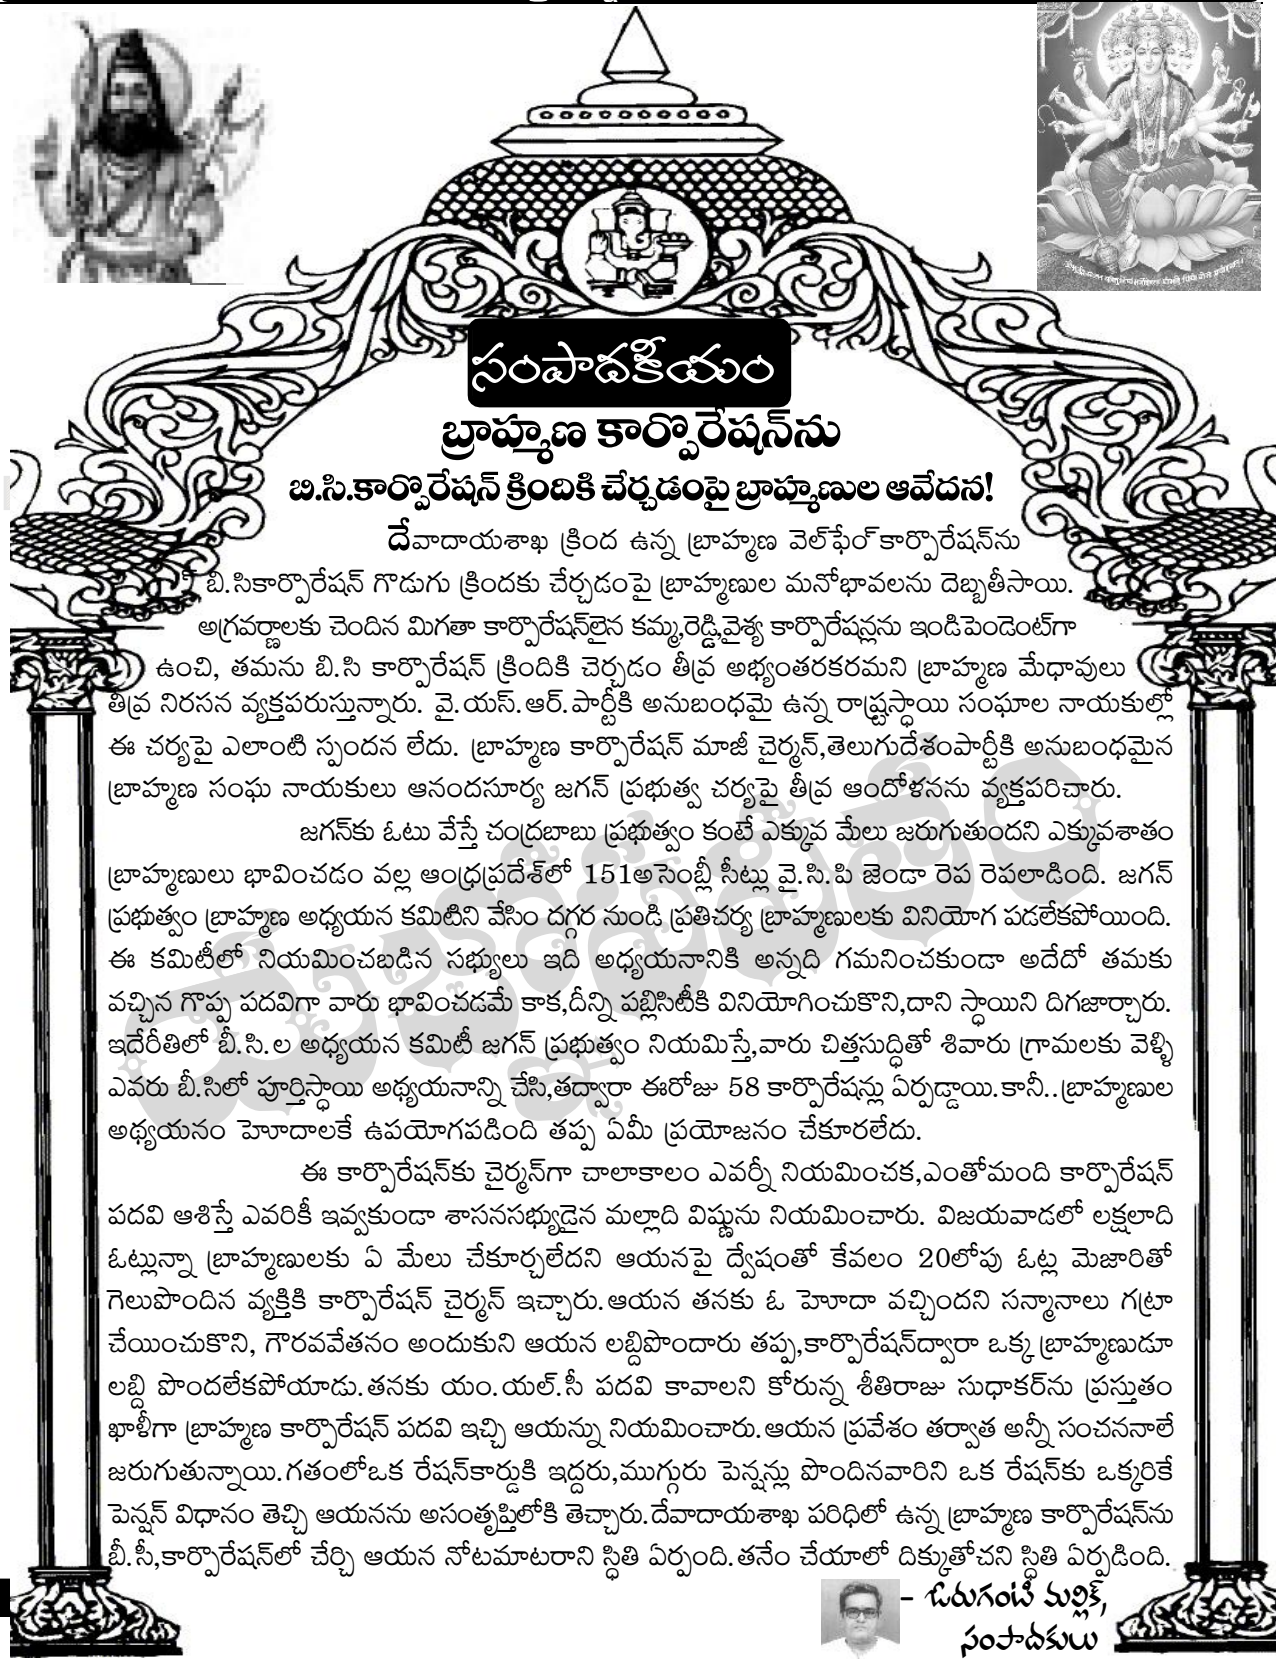 సంపాదకీయం
బ్రాహ్మణ కార్పొరేషన్‌ను
బి.సి.కార్పొరేషన్ క్రిందికి చేర్చడంపై బ్రాహ్మణుల ఆవేదన!
దేవాదాయశాఖ క్రింద ఉన్న బ్రాహ్మణ వెల్‌ఫేర్ కార్పొరేషన్‌ను
బి.సికార్పొరేషన్ గొడుగు క్రిందకు చేర్చడంపై బ్రాహ్మణుల మనోభావలను దెబ్బతీసాయి.
అగ్రవర్ణాలకు చెందిన మిగతా కార్పొరేషన్‌లైన కమ్మ,రెడ్డి,వైశ్య కార్పొరేషన్లను ఇండిపెండెంట్‌గా
ఉంచి, తమను బి.సి కార్పొరేషన్ క్రిందికి చెర్చడం తీవ్ర అభ్యంతరకరమని బ్రాహ్మణ మేధావులు
తీవ్ర నిరసన వ్యక్తపరుస్తున్నారు. వై.యస్.ఆర్.పార్టీకి అనుబంధమై ఉన్న రాష్ట్రస్థాయి సంఘాల నాయకుల్లో
ఈ చర్యపై ఎలాంటి స్పందన లేదు. బ్రాహ్మణ కార్పొరేషన్ మాజీ చైర్మన్,తెలుగుదేశంపార్టీకి అనుబంధమైన
బ్రాహ్మణ సంఘ నాయకులు ఆనందసూర్య జగన్ ప్రభుత్వ చర్యపై తీవ్ర ఆందోళనను వ్యక్తపరిచారు.
జగన్‌కు ఓటు వేస్తే చంద్రబాబు ప్రభుత్వం కంటే ఎక్కువ మేలు జరుగుతుందని ఎక్కువశాతం
బ్రాహ్మణులు భావించడం వల్ల ఆంధ్రప్రదేశ్‌లో 151అసెంబ్లీ సీట్లు వై.సి.పి జెండా రెప రెపలాడింది. జగన్
ప్రభుత్వం బ్రాహ్మణ అధ్యయన కమిటిని వేసిం దగ్గర నుండి ప్రతిచర్య బ్రాహ్మణులకు వినియోగ పడలేకపోయింది.
ఈ కమిటీలో నియమించబడిన సభ్యులు ఇది అధ్యయనానికి అన్నది గమనించకుండా అదేదో తమకు
వచ్చిన గొప్ప పదవిగా వారు భావించడమే కాక,దీన్ని పబ్లిసిటీకి వినియోగించుకొని,దాని స్థాయిని దిగజార్చారు.
ఇదేరీతిలో బీ.సి.ల అధ్యయన కమిటీ జగన్ ప్రభుత్వం నియమిస్తే,వారు చిత్తసుద్ధితో శివారు గ్రామలకు వెళ్ళి
ఎవరు బీ.సిలో పూర్తిస్థాయి అధ్యయనాన్ని చేసి,తద్వారా ఈరోజు 58 కార్పొరేషన్లు ఏర్పడ్డాయి.కానీ..బ్రాహ్మణుల
అధ్యయనం హెూదాలకే ఉపయోగపడింది తప్ప ఏమీ ప్రయోజనం చేకూరలేదు.
ఈ కార్పొరేషన్‌కు చైర్మన్‌గా చాలాకాలం ఎవర్నీ నియమించక,ఎంతోమంది కార్పొరేషన్
పదవి ఆశిస్తే ఎవరికీ ఇవ్వకుండా శాసనసభ్యుడైన మల్లాది విష్ణును నియమించారు. విజయవాడలో లక్షలాది
ఓట్లున్నా బ్రాహ్మణులకు ఏ మేలు చేకూర్చలేదని ఆయనపై ద్వేషంతో కేవలం 20లోపు ఓట్ల మెజారితో
గెలుపొందిన వ్యక్తికి కార్పొరేషన్ చైర్మన్ ఇచ్చారు.ఆయన తనకు ఓ హెూదా వచ్చిందని సన్మానాలు గట్రా
చేయించుకొని, గౌరవవేతనం అందుకుని ఆయన లబ్ధిపొందారు తప్ప,కార్పొరేషన్‌ద్వారా ఒక్క బ్రాహ్మణుడూ
లబ్ధి పొందలేకపోయాడు.తనకు యం.యల్.సీ పదవి కావాలని కోరున్న శీతిరాజు సుధాకర్‌ను ప్రస్తుతం
ఖాళీగా బ్రాహ్మణ కార్పొరేషన్ పదవి ఇచ్చి ఆయన్ను నియమించారు.ఆయన ప్రవేశం తర్వాత అన్నీ సంచననాలే
జరుగుతున్నాయి.గతంలోఒక రేషన్‌కార్డుకి ఇద్దరు,ముగ్గురు పెన్షన్లు పొందినవారిని ఒక రేషన్‌కు ఒక్కరికే
పెన్షన్ విధానం తెచ్చి ఆయనను అసంతృప్తిలోకి తెచ్చారు.దేవాదాయశాఖ పరిధిలో ఉన్న బ్రాహ్మణ కార్పొరేషన్‌ను
బీ.సీ,కార్పొరేషన్‌లో చేర్చి ఆయన నోటమాటరాని స్థితి ఏర్పంది.తనేం చేయాలో దిక్కుతోచని స్థితి ఏర్పడింది.
- ఓరుగంటి మల్లిక్,
సంపాదకులు